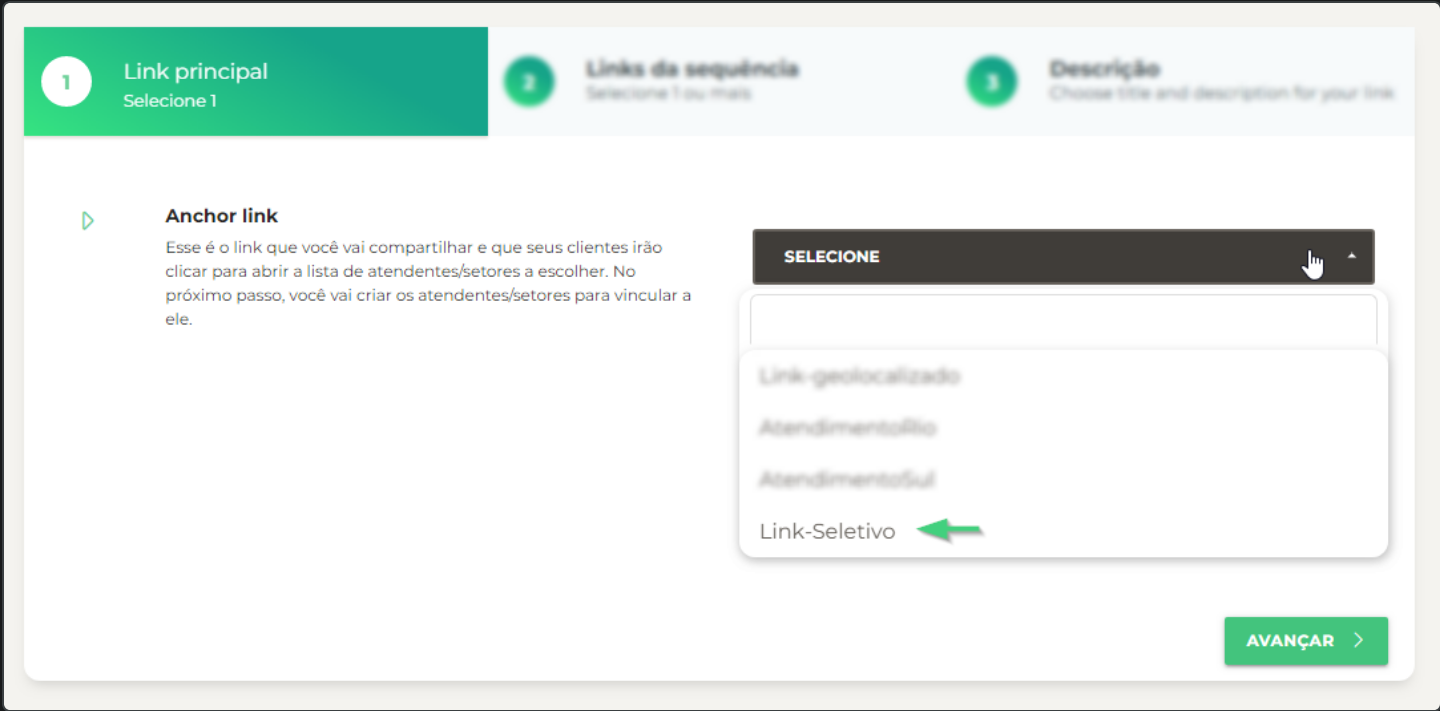 1
Link principal
Selecione 1
2
Links da sequência
Selecione 1 ou mais
3
Descrição
Choose title and description for your link
Anchor link
Esse é o link que você vai compartilhar e que seus clientes irão
clicar para abrir a lista de atendentes/setores a escolher. No
próximo passo, você vai criar os atendentes/setores para vincular a
ele.
SELECIONE
Link-geolocalizado
AtendimentoRio
AtendimentoSul
Link-Seletivo
AVANÇAR